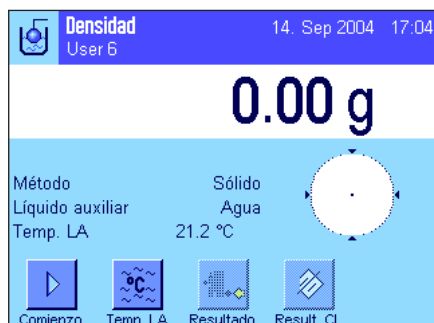 Densidad 14. Sep 2004 17:04
User 6
0.00 g
Método Sólido
Líquido auxiliar Agua
Temp. LA 21.2 °C
°C
Comienzo Temp. LA Resultado Result. CL